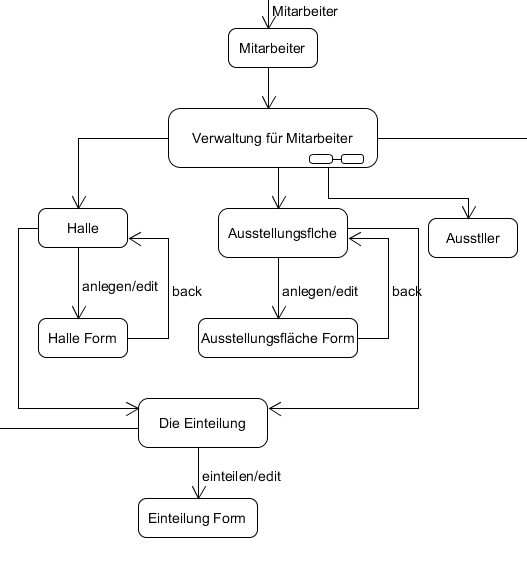 Mitarbeiter
Mitarbeiter
Verwaltung für Mitarbeiter
Halle
Ausstellungsflche
Ausstller
anlegen/edit
back
anlegen/edit
back
Halle Form
Ausstellungsfläche Form
Die Einteilung
einteilen/edit
Einteilung Form